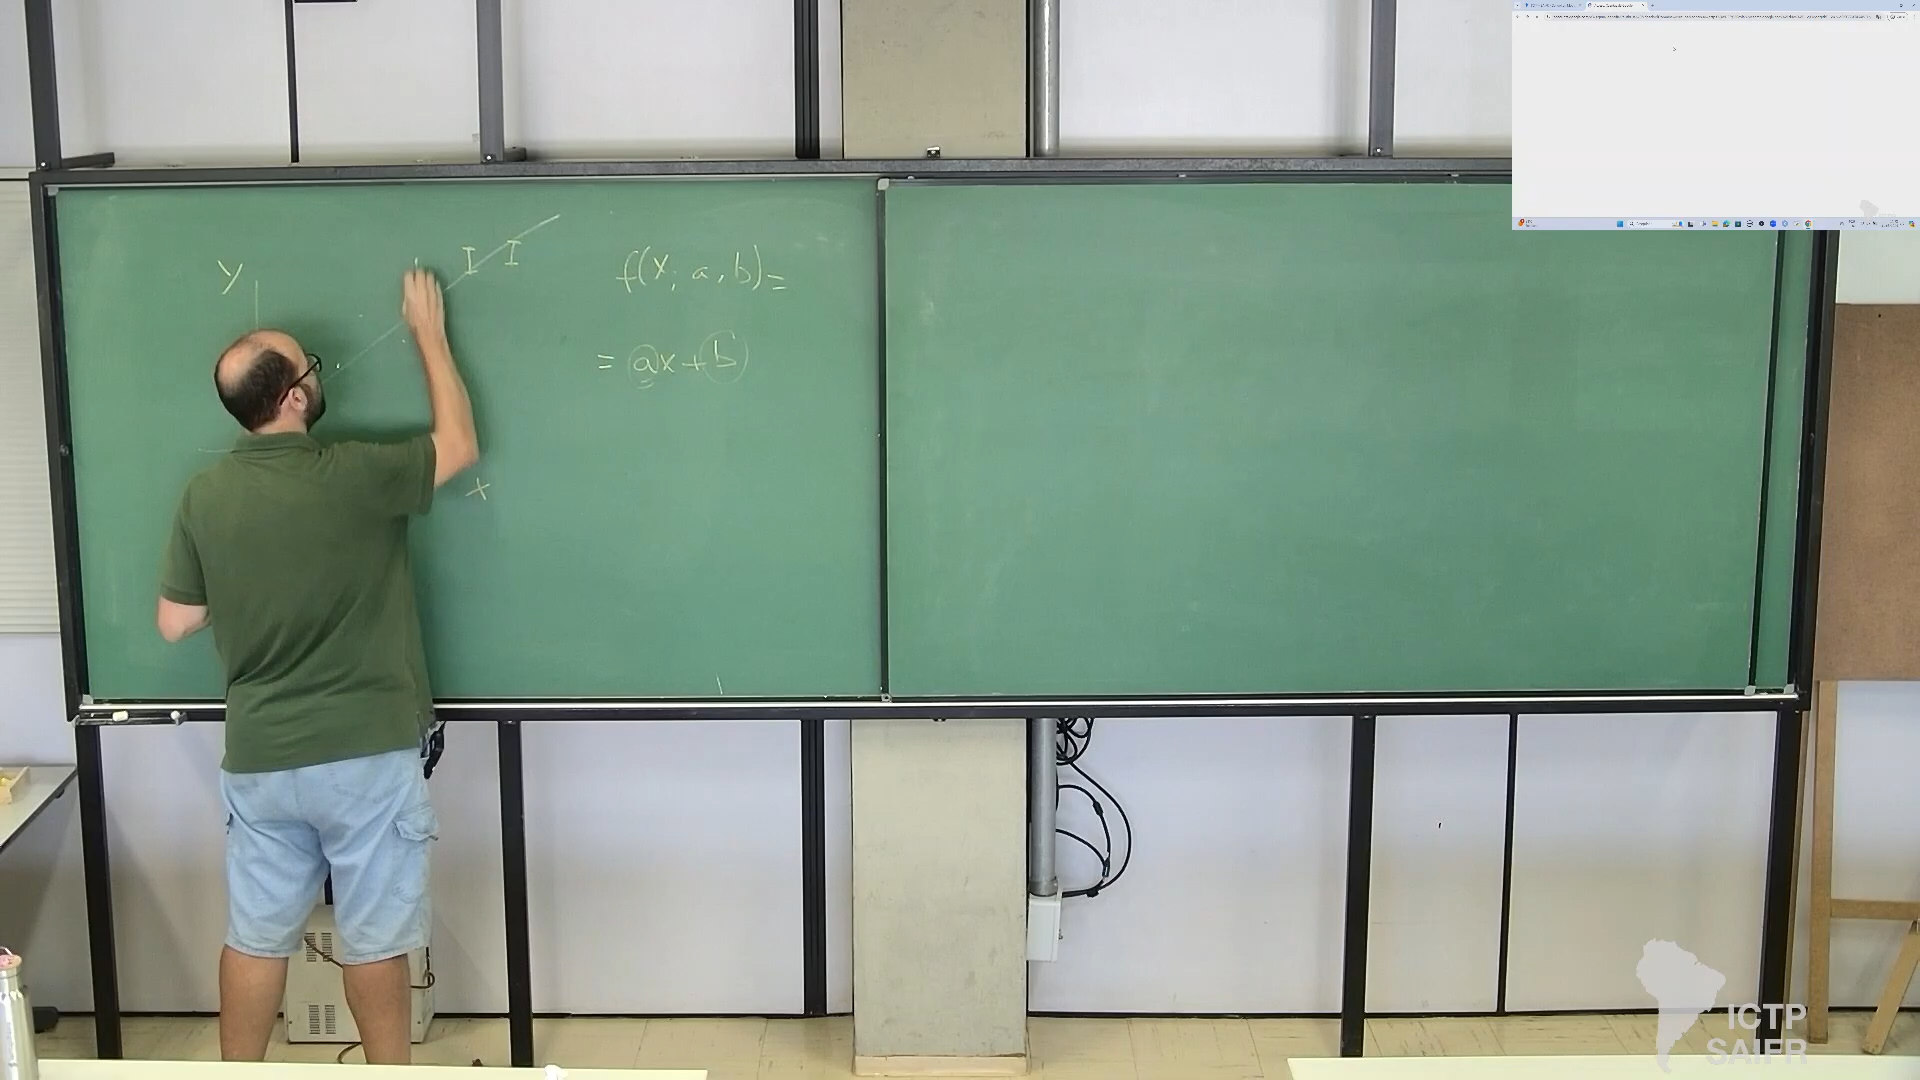 y
I I
f(x; a, b) =
= ax + b
x
ICTP
SAIFR